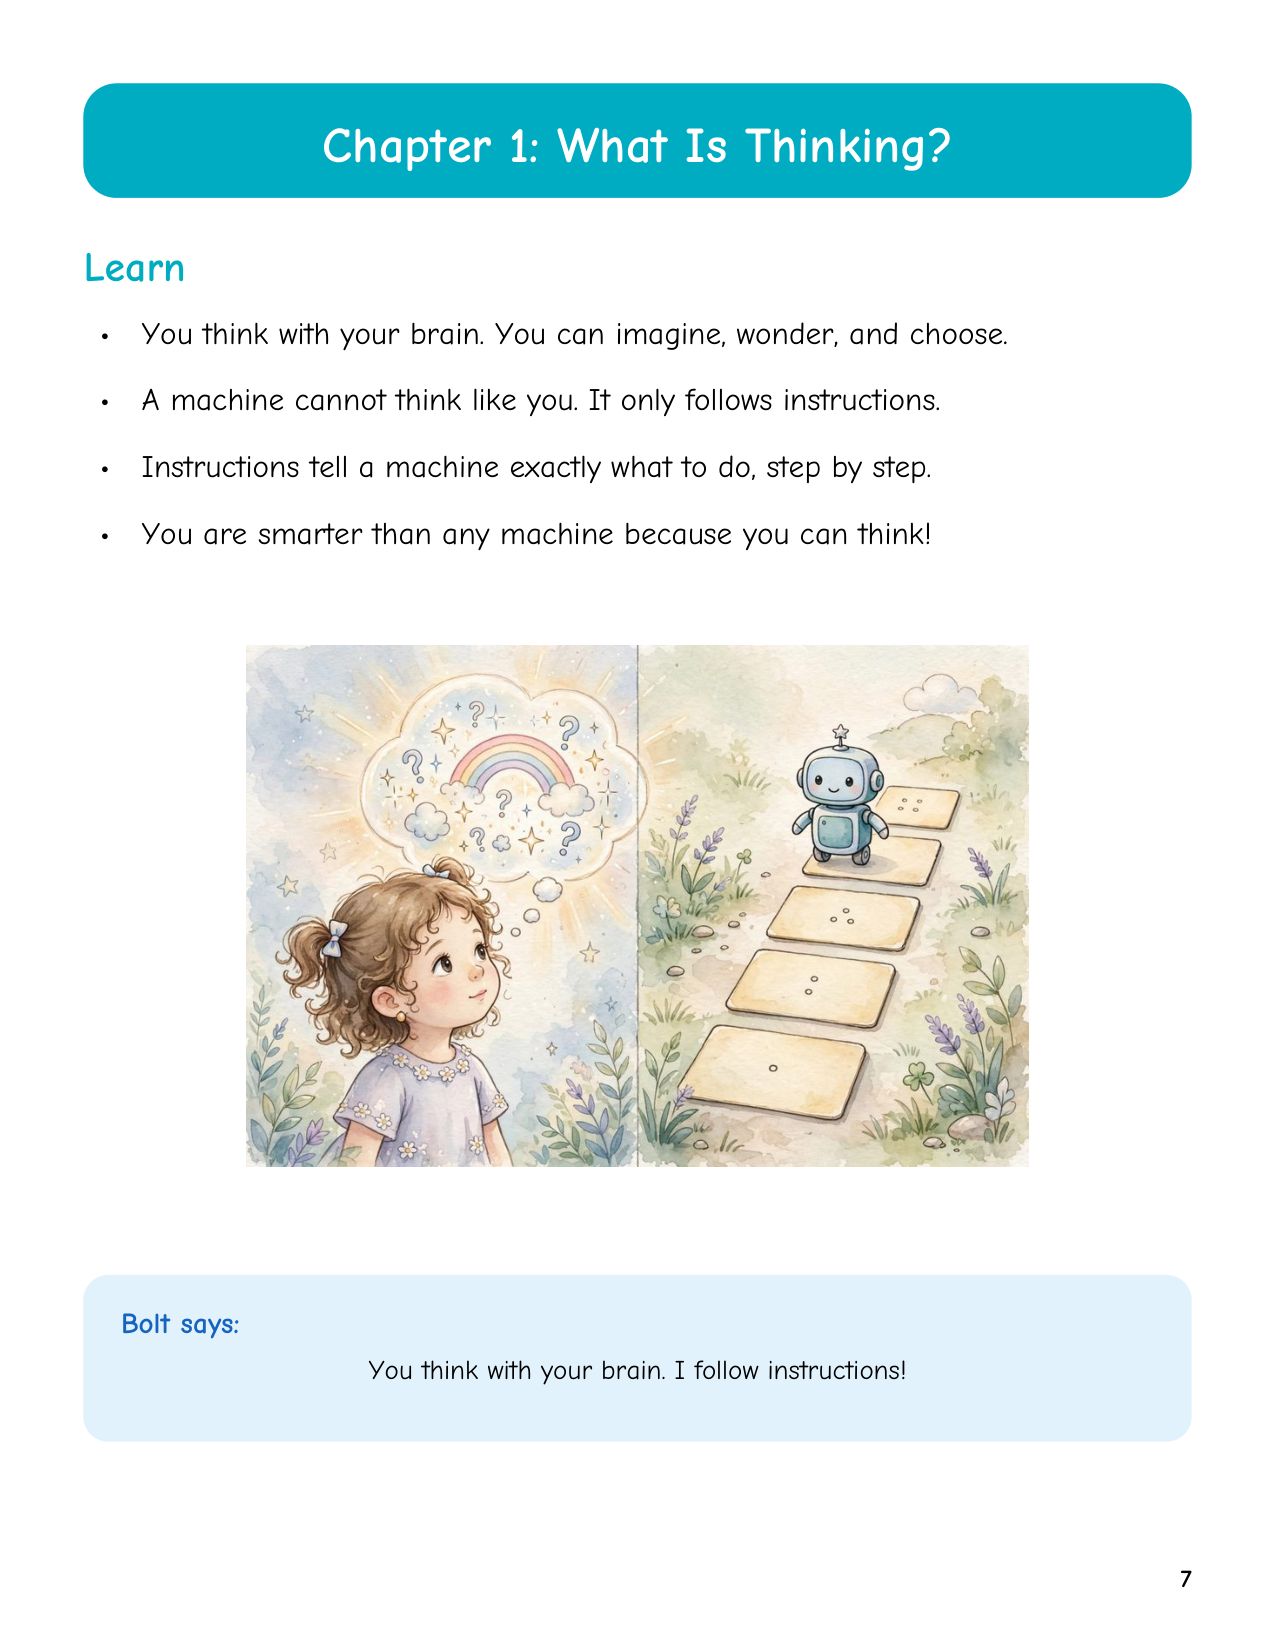 Chapter 1: What Is Thinking?
Learn
• You think with your brain. You can imagine, wonder, and choose.
• A machine cannot think like you. It only follows instructions.
• Instructions tell a machine exactly what to do, step by step.
• You are smarter than any machine because you can think!
? ?
?
?
? ?
Bolt says:
You think with your brain. I follow instructions!
7